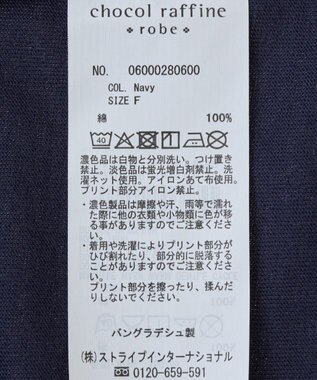 chocol raffine
robe
NO. 06000280600
COL. Navy
SIZE F
綿 100%
40
濃色品は白物と分別洗い。つけ置き
禁止。淡色は蛍光増白剤禁止。洗
濯ネット使用。アイロンあて布使用。
プリント部分アイロン禁止。
・濃色製品は摩擦や汗、雨等で濡れ
た際に他の衣類や小物類に色が移
る事がありますのでご注意くださ
い。
・着用や洗濯によりプリント部分が
ひび割れたり、部分的に脱落する
ことがありますのでご注意くださ
い。
プリント部分を擦ったり、揉んだ
りしないでください。
バングラデシュ製
(株)ストライプインターナショナル
0120-659-591